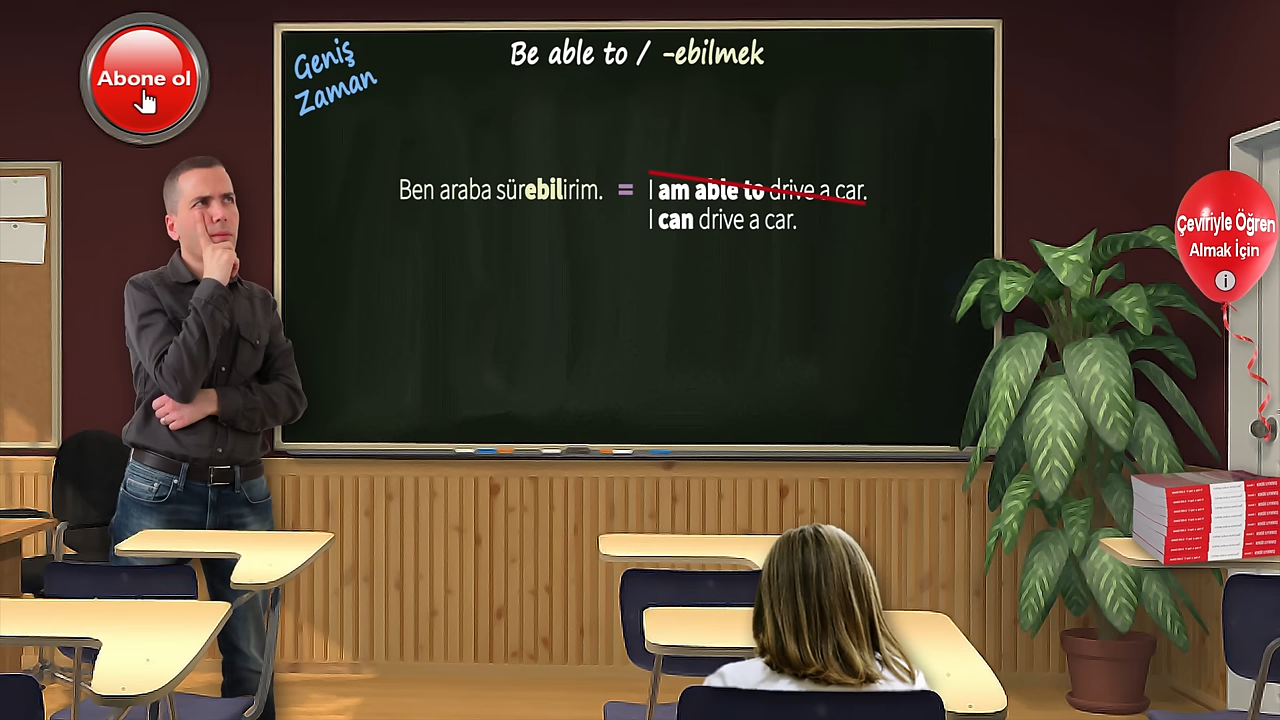 Abone ol
Geniş
Zaman
Be able to / -ebilmek
Ben araba sürebilirim. = I am able to drive a car.
I can drive a car.
Çeviriyle Öğren
Almak İçin
i